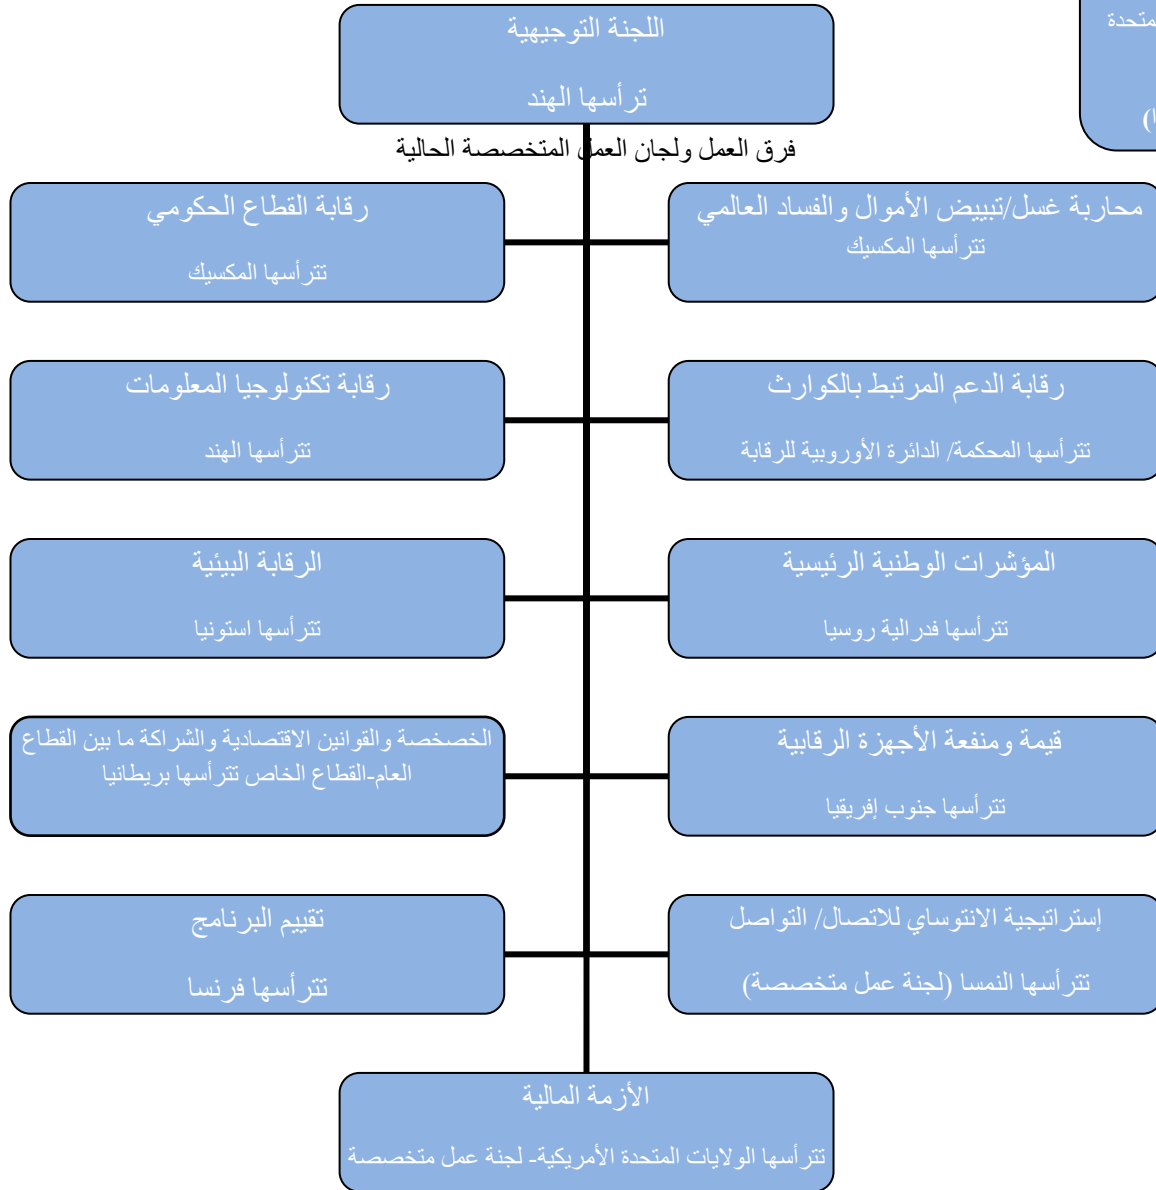 اللجنة التوجيهية
ترأسها الهند
المتحدة
فرق العمل ولجان العمل المتخصصة الحالية
محاربة غسل/تبييض الأموال والفساد العالمي
تترأسها المكسيك
رقابة القطاع الحكومي
تترأسها المكسيك
رقابة الدعم المرتبط بالكوارث
تترأسها المحكمة/ الدائرة الأوروبية للرقابة
رقابة تكنولوجيا المعلومات
تترأسها الهند
المؤشرات الوطنية الرئيسية
تترأسها فدرالية روسيا
الرقابة البيئية
تترأسها استونيا
قيمة ومنفعة الأجهزة الرقابية
تترأسها جنوب إفريقيا
الخصخصة والقوانين الاقتصادية والشراكة ما بين القطاع
العام-القطاع الخاص تترأسها بريطانيا
إستراتيجية الانتوساي للاتصال/ التواصل
تترأسها النمسا (لجنة عمل متخصصة)
تقييم البرنامج
تترأسها فرنسا
الأزمة المالية
تترأسها الولايات المتحدة الأمريكية- لجنة عمل متخصصة